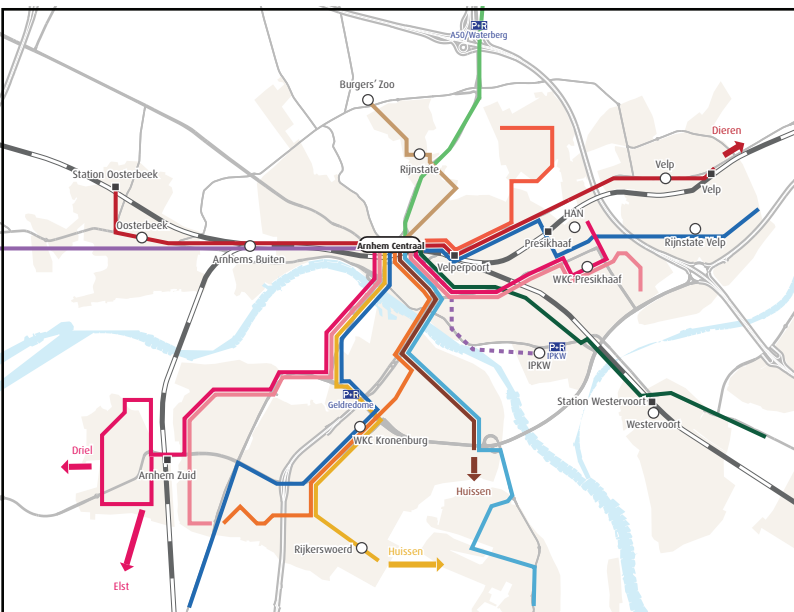 P+R
A50/Waterberg
Burgers' Zoo
Dieren
Rijnstate
Velp
Station Oosterbeek
Velp
HAN
Oosterbeek
Arnhem Centraal
Presikhaaf
Rijnstate Velp
Arnhems Buiten
Velperpoort
WKC Presikhaaf
P+R
IPKW
IPKW
P+R
Geldredome
Station Westervoort
Westervoort
WKC Kronenburg
Driel
Arnhem Zuid
Huissen
Rijkerswoerd
Huissen
Elst